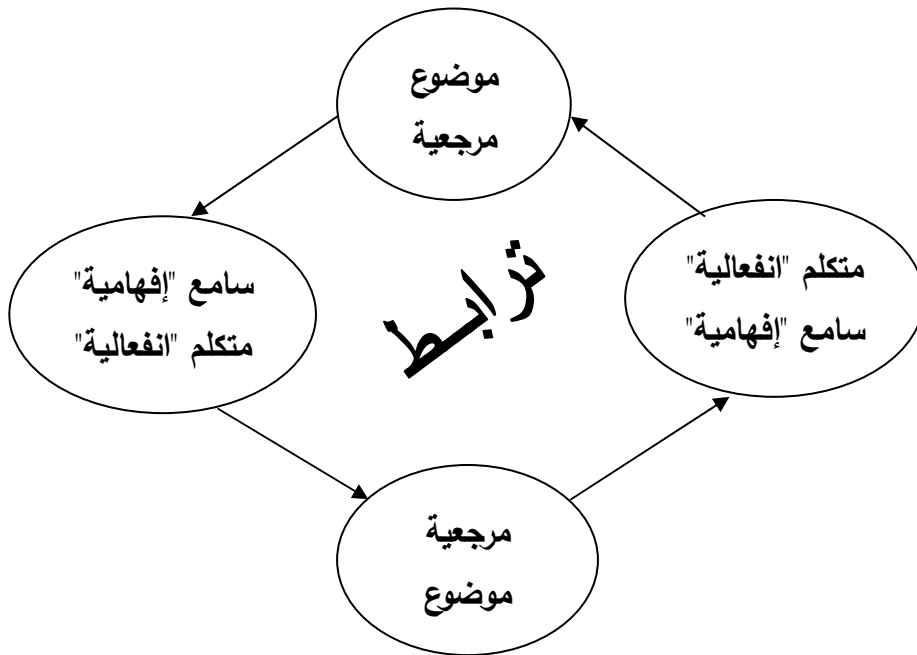 موضوع
مرجعية
متكلم "انفعالية"
سامع "إفهامية"
ترابط
سامع "إفهامية"
متكلم "انفعالية"
مرجعية
موضوع